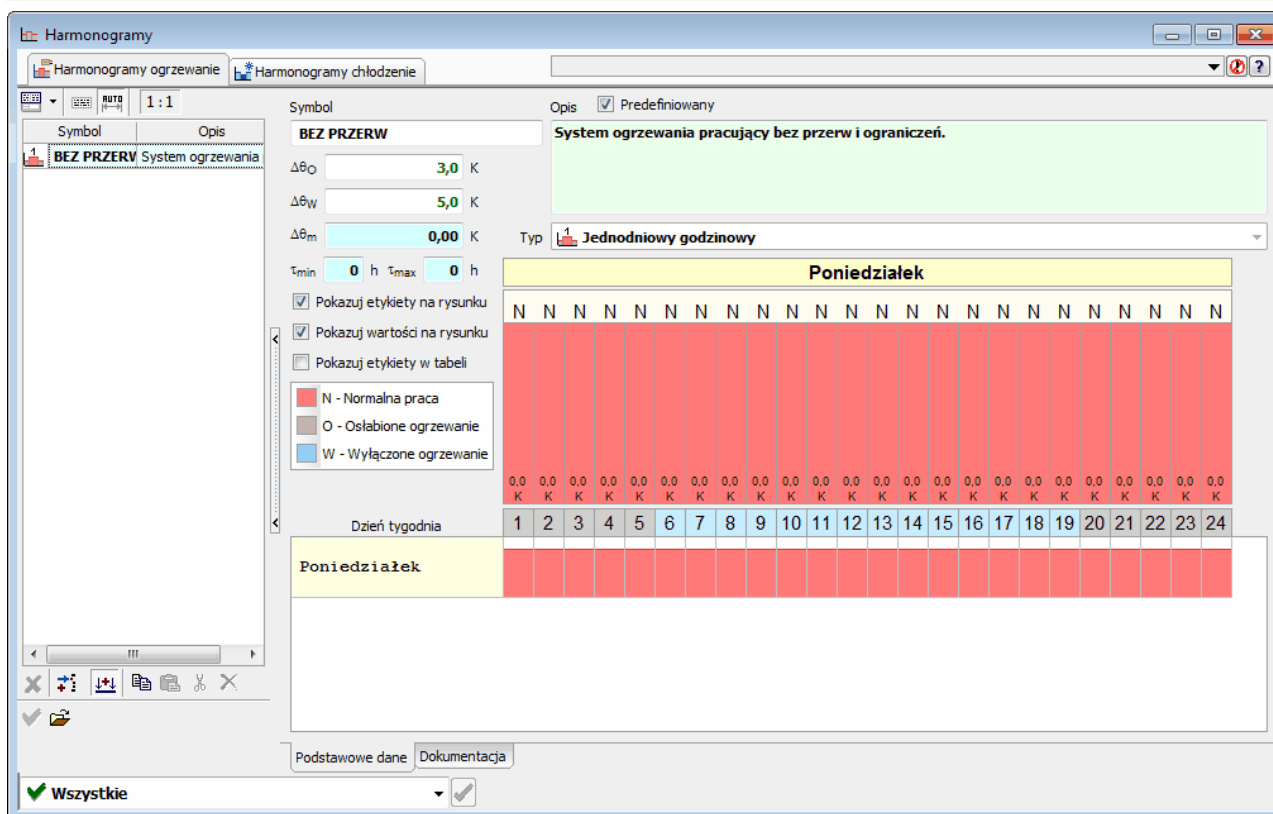 Harmonogramy
Harmonogramy ogrzewanie Harmonogramy chłodzenie
AUTO 1:1
Symbol Opis
1 BEZ PRZERW System ogrzewania
Symbol Opis Predefiniowany
BEZ PRZERW System ogrzewania pracujący bez przerw i ograniczeń.
ΔθO 3,0 K
ΔθW 5,0 K
Δθm 0,00 K Typ 1 Jednodniowy godzinowy
τmin 0 h τmax 0 h Poniedziałek
Pokazuj etykiety na rysunku
Pokazuj wartości na rysunku
Pokazuj etykiety w tabeli
N N N N N N N N N N N N N N N N N N N N N N N N
N - Normalna praca
O - Osłabione ogrzewanie
W - Wyłączone ogrzewanie
0,0 0,0 0,0 0,0 0,0 0,0 0,0 0,0 0,0 0,0 0,0 0,0 0,0 0,0 0,0 0,0 0,0 0,0 0,0 0,0 0,0 0,0 0,0 0,0
K K K K K K K K K K K K K K K K K K K K K K K K
Dzień tygodnia 1 2 3 4 5 6 7 8 9 10 11 12 13 14 15 16 17 18 19 20 21 22 23 24
Poniedziałek
Podstawowe dane Dokumentacja
Wszystkie